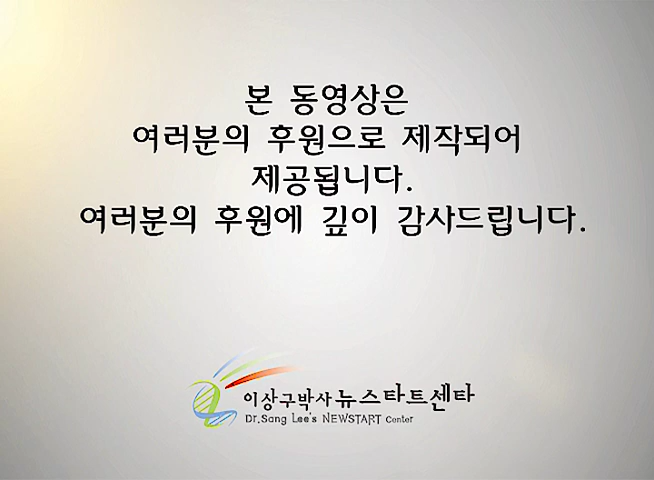 본 동영상은
여러분의 후원으로 제작되어
제공됩니다.
여러분의 후원에 깊이 감사드립니다.
이상구박사 뉴스타트센타
Dr.Sang Lee's NEWSTART Center